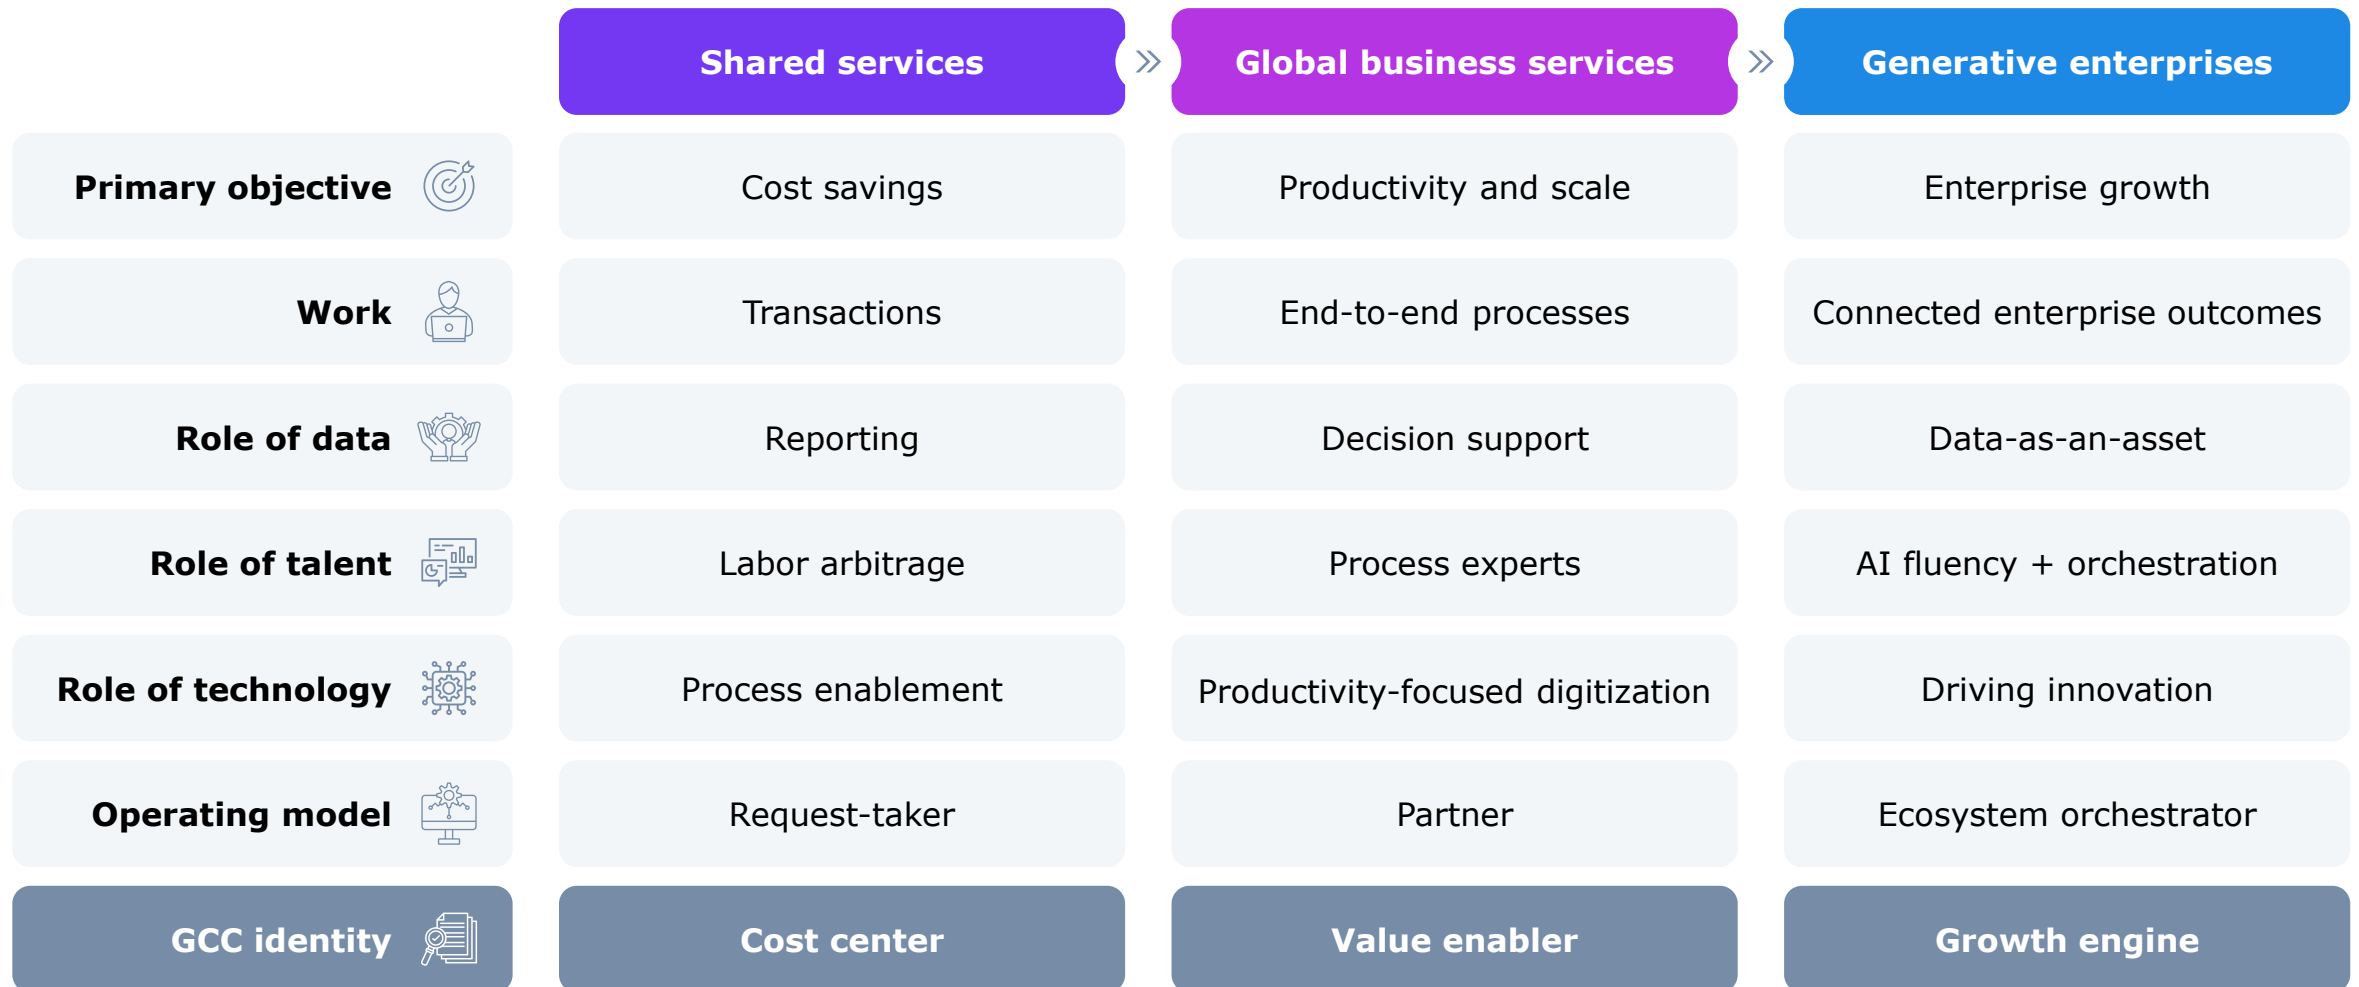 Shared services
Global business services
Generative enterprises
Primary objective
Cost savings
Productivity and scale
Enterprise growth
Work
Transactions
End-to-end processes
Connected enterprise outcomes
Role of data
Reporting
Decision support
Data-as-an-asset
Role of talent
Labor arbitrage
Process experts
AI fluency + orchestration
Role of technology
Process enablement
Productivity-focused digitization
Driving innovation
Operating model
Request-taker
Partner
Ecosystem orchestrator
GCC identity
Cost center
Value enabler
Growth engine